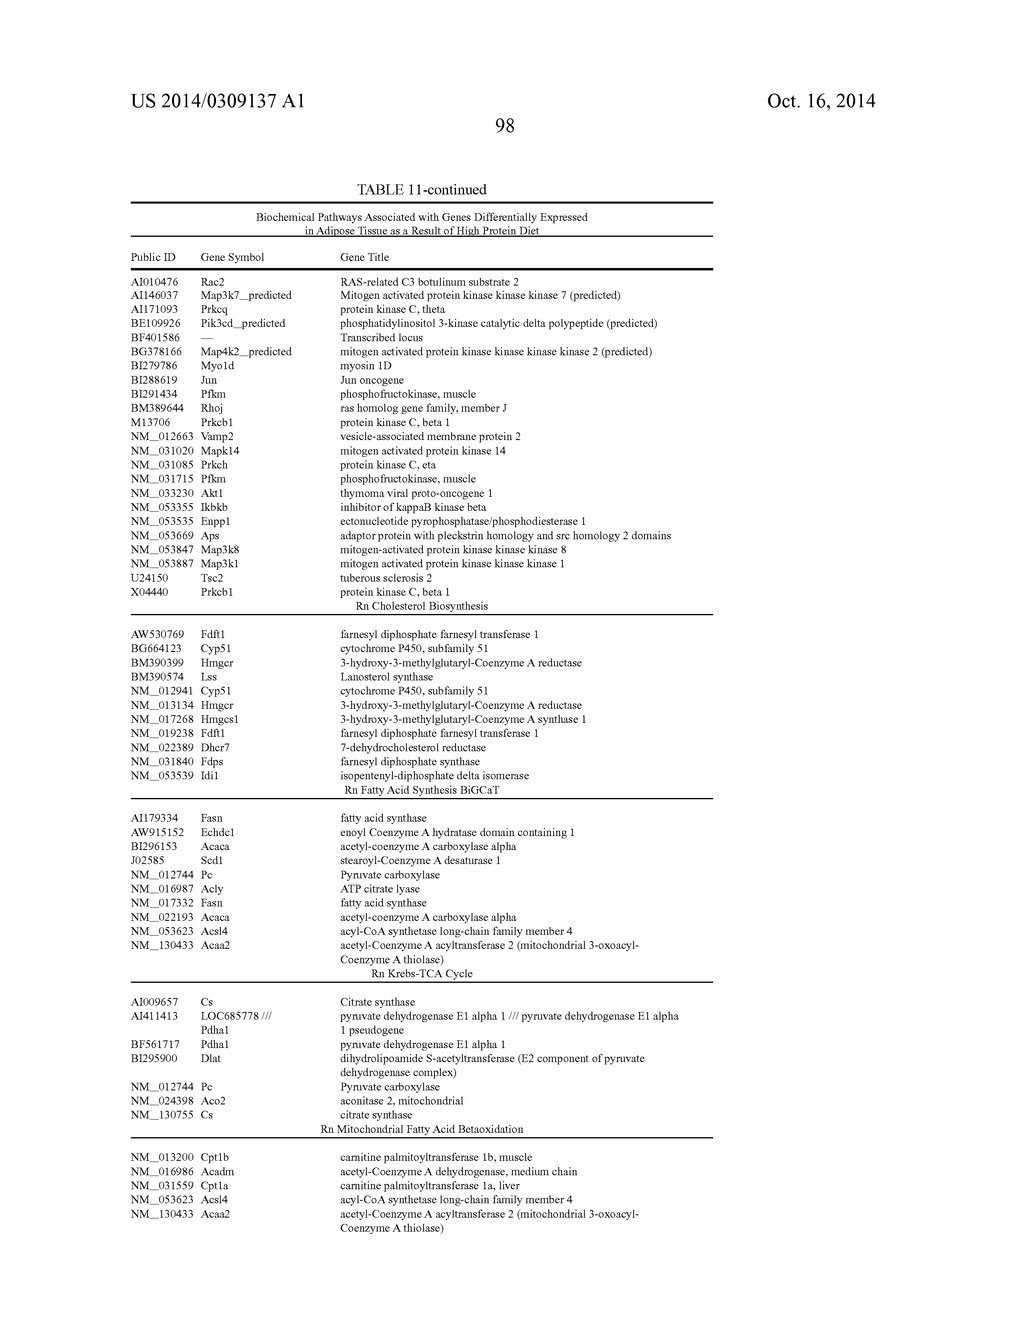 US 2014/0309137 A1 Oct. 16, 2014
98
TABLE 11-continued
Biochemical Pathways Associated with Genes Differentially Expressed
in Adipose Tissue as a Result of High Protein Diet
Public ID Gene Symbol Gene Title
AI010476 Rac2 RAS-related C3 botulinum substrate 2
AI146037 Map3k7_predicted Mitogen activated protein kinase kinase kinase 7 (predicted)
AI171093 Prkcq protein kinase C, theta
BE109926 Pik3cd_predicted phosphatidylinositol 3-kinase catalytic delta polypeptide (predicted)
BF401586 — Transcribed locus
BG378166 Map4k2_predicted mitogen activated protein kinase kinase kinase kinase 2 (predicted)
BI279786 Myo1d myosin 1D
BI288619 Jun Jun oncogene
BI291434 Pfkm phosphofructokinase, muscle
BM389644 Rhoj ras homolog gene family, member J
M13706 Prkcb1 protein kinase C, beta 1
NM_012663 Vamp2 vesicle-associated membrane protein 2
NM_031020 Mapk14 mitogen activated protein kinase 14
NM_031085 Prkch protein kinase C, eta
NM_031715 Pfkm phosphofructokinase, muscle
NM_033230 Akt1 thymoma viral proto-oncogene 1
NM_053355 Ikbkb inhibitor of kappaB kinase beta
NM_053535 Enpp1 ectonucleotide pyrophosphatase/phosphodiesterase 1
NM_053669 Aps adaptor protein with pleckstrin homology and src homology 2 domains
NM_053847 Map3k8 mitogen-activated protein kinase kinase kinase 8
NM_053887 Map3k1 mitogen activated protein kinase kinase kinase 1
U24150 Tsc2 tuberous sclerosis 2
X04440 Prkcb1 protein kinase C, beta 1
Rn Cholesterol Biosynthesis
AW530769 Fdft1 farnesyl diphosphate farnesyl transferase 1
BG664123 Cyp51 cytochrome P450, subfamily 51
BM390399 Hmgcr 3-hydroxy-3-methylglutaryl-Coenzyme A reductase
BM390574 Lss Lanosterol synthase
NM_012941 Cyp51 cytochrome P450, subfamily 51
NM_013134 Hmgcr 3-hydroxy-3-methylglutaryl-Coenzyme A reductase
NM_017268 Hmgcs1 3-hydroxy-3-methylglutaryl-Coenzyme A synthase 1
NM_019238 Fdft1 farnesyl diphosphate farnesyl transferase 1
NM_022389 Dhcr7 7-dehydrocholesterol reductase
NM_031840 Fdps farnesyl diphosphate synthase
NM_053539 Idi1 isopentenyl-diphosphate delta isomerase
Rn Fatty Acid Synthesis BiGCaT
AI179334 Fasn fatty acid synthase
AW915152 Echdc1 enoyl Coenzyme A hydratase domain containing 1
BI296153 Acaca acetyl-coenzyme A carboxylase alpha
J02585 Scd1 stearoyl-Coenzyme A desaturase 1
NM_012744 Pc Pyruvate carboxylase
NM_016987 Acly ATP citrate lyase
NM_017332 Fasn fatty acid synthase
NM_022193 Acaca acetyl-coenzyme A carboxylase alpha
NM_053623 Acsl4 acyl-CoA synthetase long-chain family member 4
NM_130433 Acaa2 acetyl-Coenzyme A acyltransferase 2 (mitochondrial 3-oxoacyl-
Coenzyme A thiolase)
Rn Krebs-TCA Cycle
AI009657 Cs Citrate synthase
AI411413 LOC685778 /// pyruvate dehydrogenase E1 alpha 1 /// pyruvate dehydrogenase E1 alpha
Pdha1 1 pseudogene
BF561717 Pdha1 pyruvate dehydrogenase E1 alpha 1
BI295900 Dlat dihydrolipoamide S-acetyltransferase (E2 component of pyruvate
dehydrogenase complex)
NM_012744 Pc Pyruvate carboxylase
NM_024398 Aco2 aconitase 2, mitochondrial
NM_130755 Cs citrate synthase
Rn Mitochondrial Fatty Acid Betaoxidation
NM_013200 Cpt1b carnitine palmitoyltransferase 1b, muscle
NM_016986 Acadm acetyl-Coenzyme A dehydrogenase, medium chain
NM_031559 Cpt1a carnitine palmitoyltransferase 1a, liver
NM_053623 Acsl4 acyl-CoA synthetase long-chain family member 4
NM_130433 Acaa2 acetyl-Coenzyme A acyltransferase 2 (mitochondrial 3-oxoacyl-
Coenzyme A thiolase)